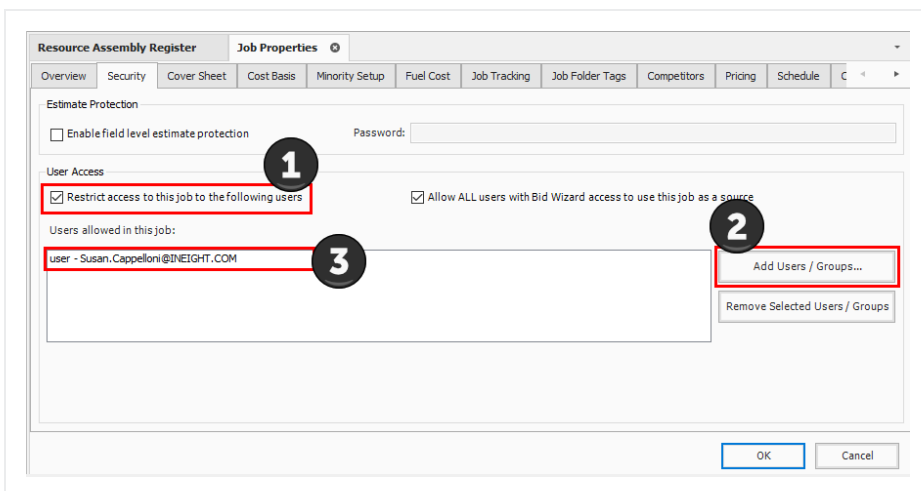 Resource Assembly Register Job Properties
Overview Security Cover Sheet Cost Basis Minority Setup Fuel Cost Job Tracking Job Folder Tags Competitors Pricing Schedule C
Estimate Protection
Enable field level estimate protection Password:
1
User Access
Restrict access to this job to the following users Allow ALL users with Bid Wizard access to use this job as a source
2
Users allowed in this job:
user - Susan.Cappelloni@INEIGHT.COM
3
Add Users / Groups...
Remove Selected Users / Groups
OK Cancel